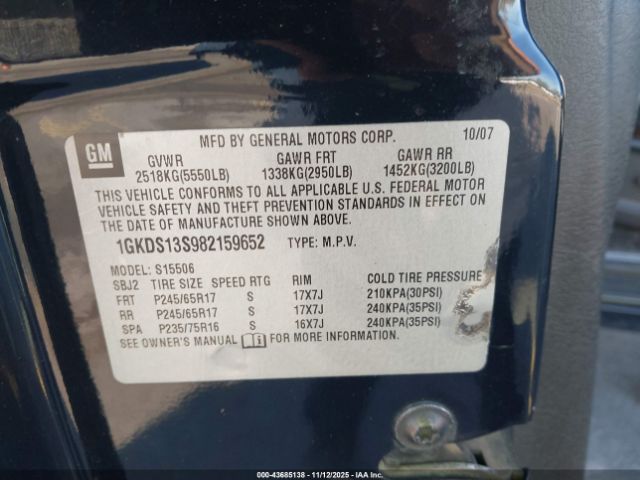 GM
MFD BY GENERAL MOTORS CORP. 10/07
GVWR GAWR FRT GAWR RR
2518KG(5550LB) 1338KG(2950LB) 1452KG(3200LB)
THIS VEHICLE CONFORMS TO ALL APPLICABLE U.S. FEDERAL MOTOR
VEHICLE SAFETY AND THEFT PREVENTION STANDARDS IN EFFECT ON
THE DATE OF MANUFACTURE SHOWN ABOVE.
1GKDS13S982159652 TYPE: M.P.V.
MODEL: S15506
SBJ2 TIRE SIZE SPEED RTG RIM COLD TIRE PRESSURE
FRT P245/65R17 S 17X7J 210KPA(30PSI)
RR P245/65R17 S 17X7J 240KPA(35PSI)
SPA P235/75R16 S 16X7J 240KPA(35PSI)
SEE OWNER'S MANUAL FOR MORE INFORMATION.
000-43685138 - 11/12/2025 - IAA Inc.